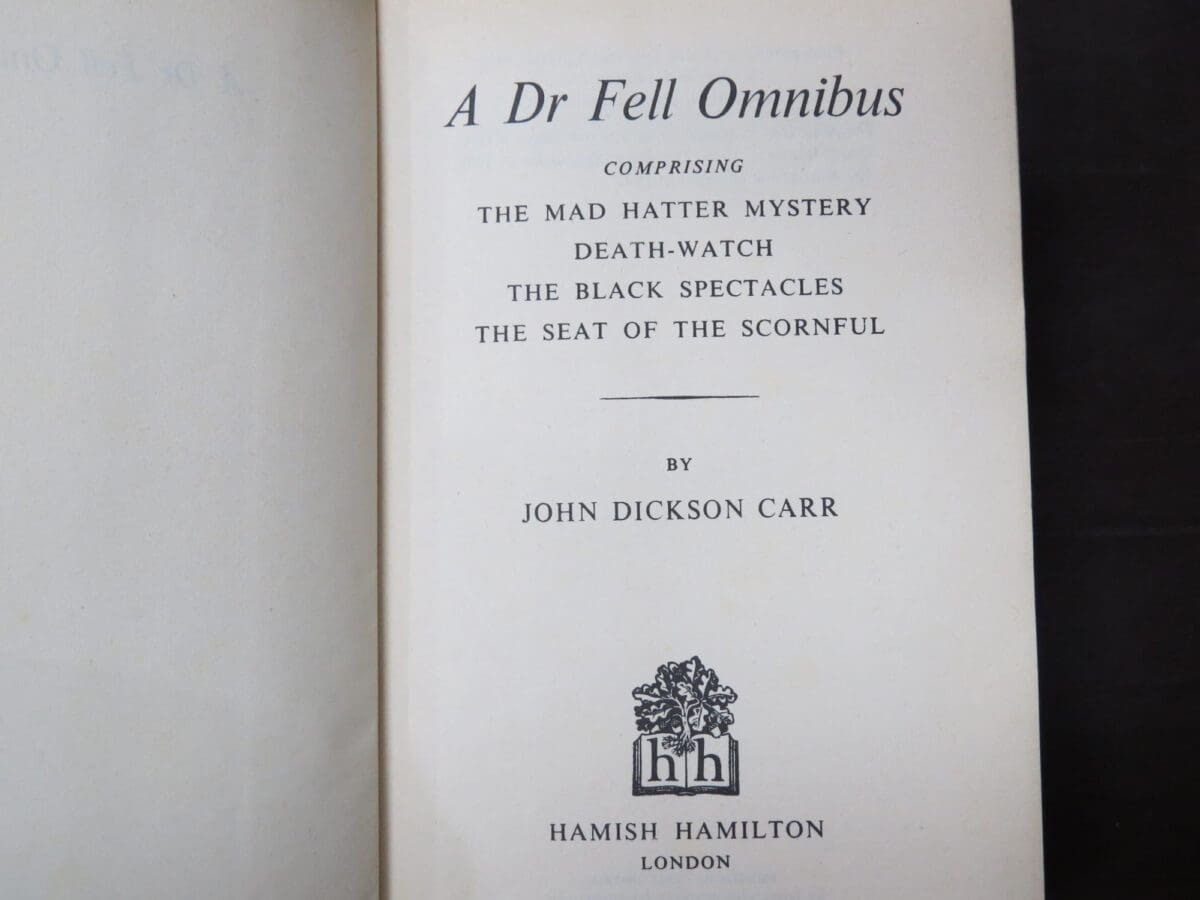 A Dr Fell Omnibus
COMPRISING
THE MAD HATTER MYSTERY
DEATH-WATCH
THE BLACK SPECTACLES
THE SEAT OF THE SCORNFUL
BY
JOHN DICKSON CARR
h h
HAMISH HAMILTON
LONDON